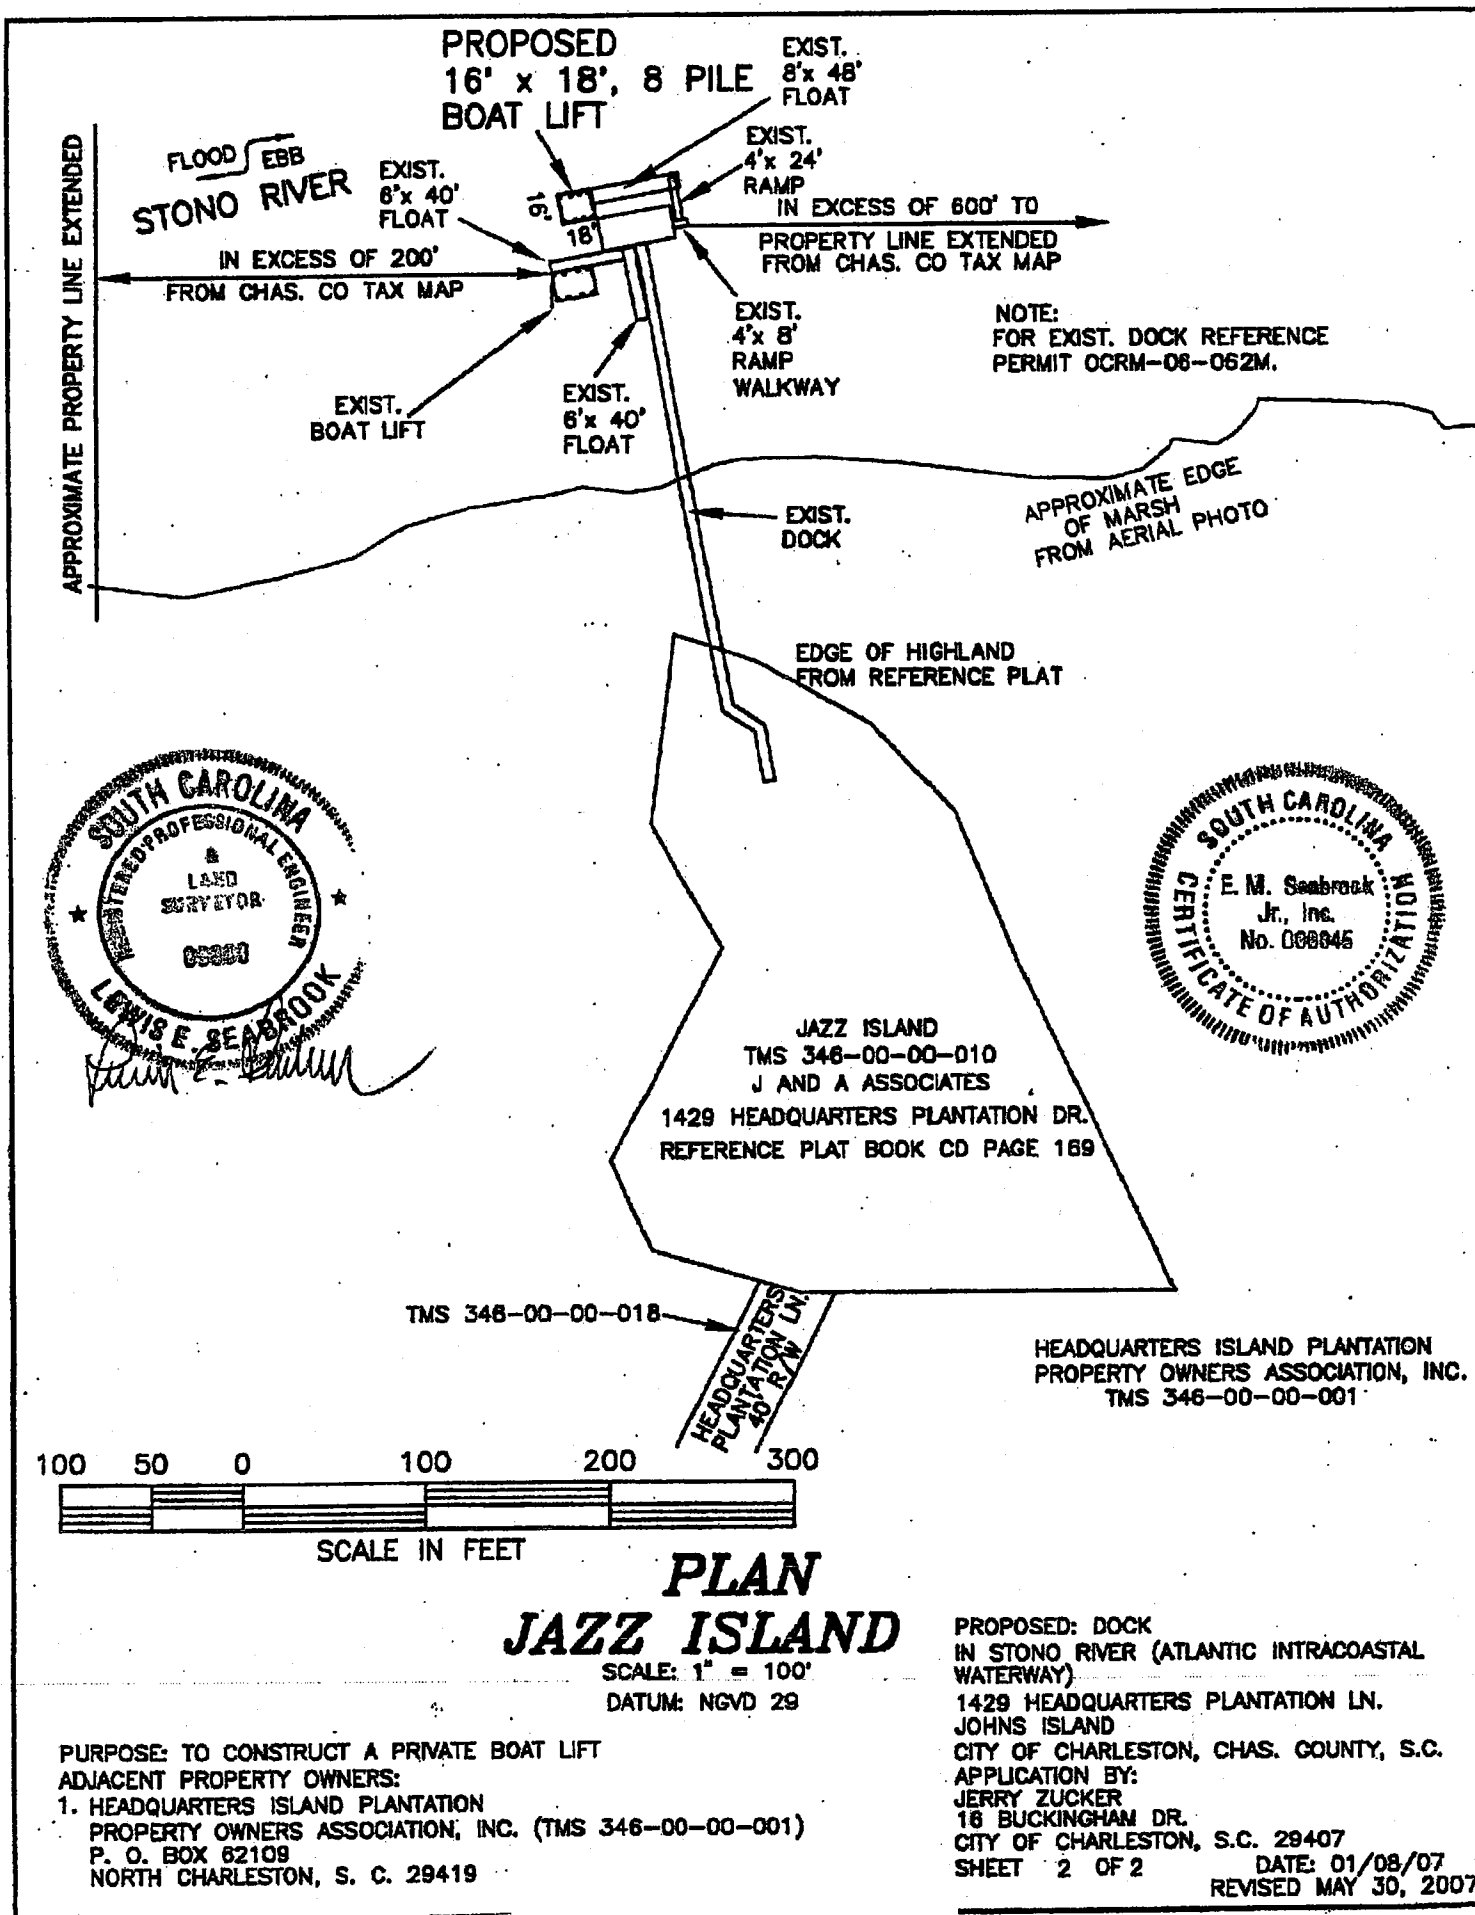 PROPOSED
16' x 18', 8 PILE
BOAT LIFT
EXIST.
8'x 48'
FLOAT
EXIST.
4'x 24'
RAMP
FLOOD EBB
STONO RIVER
EXIST.
6'x 40'
FLOAT
16'
18'
IN EXCESS OF 600' TO
PROPERTY LINE EXTENDED
FROM CHAS. CO TAX MAP
IN EXCESS OF 200'
FROM CHAS. CO TAX MAP
APPROXIMATE PROPERTY LINE EXTENDED
EXIST.
4'x 8'
RAMP
WALKWAY
NOTE:
FOR EXIST. DOCK REFERENCE
PERMIT OCRM-06-062M.
EXIST.
BOAT LIFT
EXIST.
6'x 40'
FLOAT
APPROXIMATE EDGE
OF MARSH
FROM AERIAL PHOTO
EXIST.
DOCK
EDGE OF HIGHLAND
FROM REFERENCE PLAT
SOUTH CAROLINA
REGISTERED PROFESSIONAL ENGINEER
&
LAND
SURVEYOR
LEWIS E. SEABROOK
SOUTH CAROLINA
E. M. Seabrook
Jr., Inc.
No.
CERTIFICATE OF AUTHORIZATION
JAZZ ISLAND
TMS 346-00-00-010
J AND A ASSOCIATES
1429 HEADQUARTERS PLANTATION DR.
REFERENCE PLAT BOOK CD PAGE 169
TMS 346-00-00-018
HEADQUARTERS
PLANTATION LN.
40' R/W
HEADQUARTERS ISLAND PLANTATION
PROPERTY OWNERS ASSOCIATION, INC.
TMS 346-00-00-001
100 50 0 100 200 300
SCALE IN FEET
PLAN
JAZZ ISLAND
SCALE: 1" = 100'
DATUM: NGVD 29
PURPOSE: TO CONSTRUCT A PRIVATE BOAT LIFT
ADJACENT PROPERTY OWNERS:
1. HEADQUARTERS ISLAND PLANTATION
PROPERTY OWNERS ASSOCIATION, INC. (TMS 346-00-00-001)
P. O. BOX 62109
NORTH CHARLESTON, S. C. 29419
PROPOSED: DOCK
IN STONO RIVER (ATLANTIC INTRACOASTAL
WATERWAY)
1429 HEADQUARTERS PLANTATION LN.
JOHNS ISLAND
CITY OF CHARLESTON, CHAS. COUNTY, S.C.
APPLICATION BY:
JERRY ZUCKER
16 BUCKINGHAM DR.
CITY OF CHARLESTON, S.C. 29407
SHEET 2 OF 2 DATE: 01/08/07
REVISED MAY 30, 2007